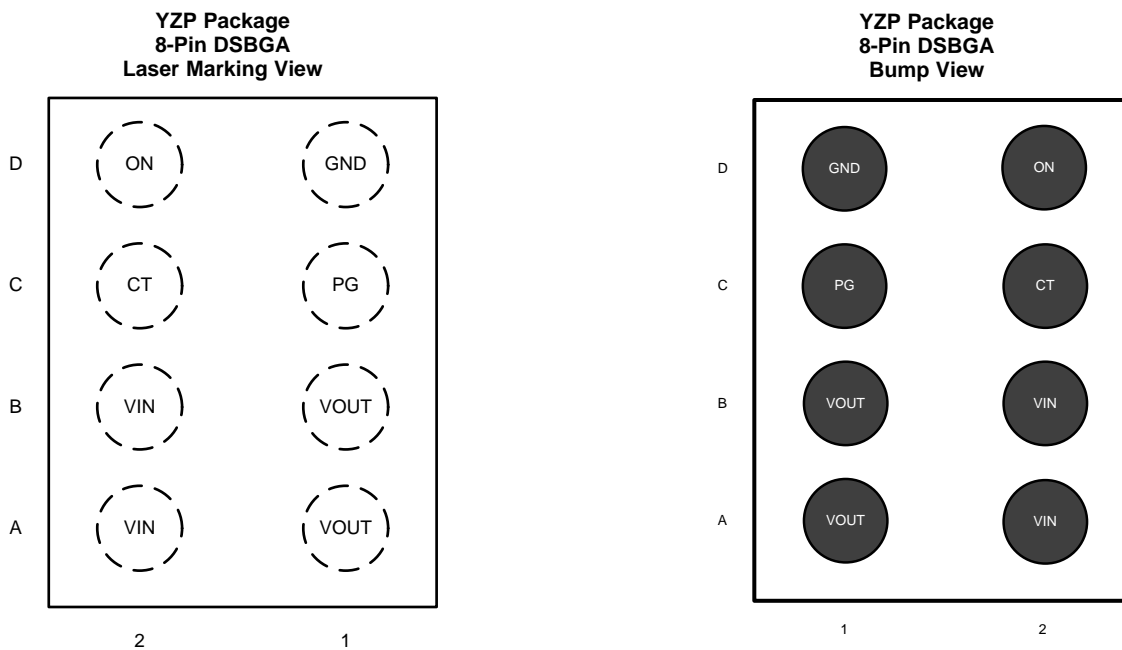 YZP Package
8-Pin DSBGA
Laser Marking View
D
ON
GND
C
CT
PG
B
VIN
VOUT
A
VIN
VOUT
2
1
YZP Package
8-Pin DSBGA
Bump View
D
GND
ON
C
PG
CT
B
VOUT
VIN
A
VOUT
VIN
1
2